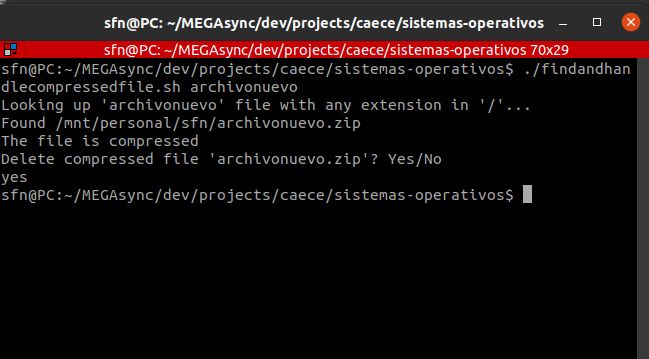 sfn@PC: ~/MEGAsync/dev/projects/caece/sistemas-operativos
sfn@PC: ~/MEGAsync/dev/projects/caece/sistemas-operativos 70x29
sfn@PC:~/MEGAsync/dev/projects/caece/sistemas-operativos$ ./findandhan
dlecompressedfile.sh archivonuevo
Looking up 'archivonuevo' file with any extension in '/'...
Found /mnt/personal/sfn/archivonuevo.zip
The file is compressed
Delete compressed file 'archivonuevo.zip'? Yes/No
yes
sfn@PC:~/MEGAsync/dev/projects/caece/sistemas-operativos$